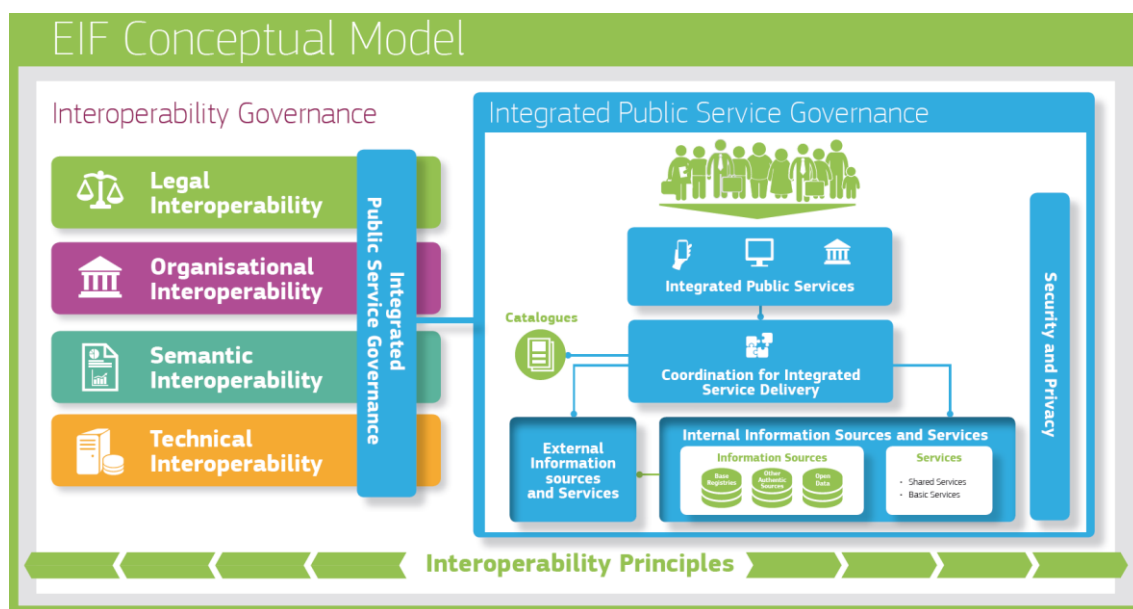 EIF Conceptual Model
Interoperability Governance
Legal
Interoperability
Organisational
Interoperability
Semantic
Interoperability
Technical
Interoperability
Integrated
Public Service Governance
Integrated Public Service Governance
Integrated Public Services
Catalogues
Coordination for Integrated
Service Delivery
External
Information
sources
and Services
Internal Information Sources and Services
Information Sources
Base
Registries
Other
Authentic
Sources
Open
Data
Services
- Shared Services
- Basic Services
Security and Privacy
Interoperability Principles